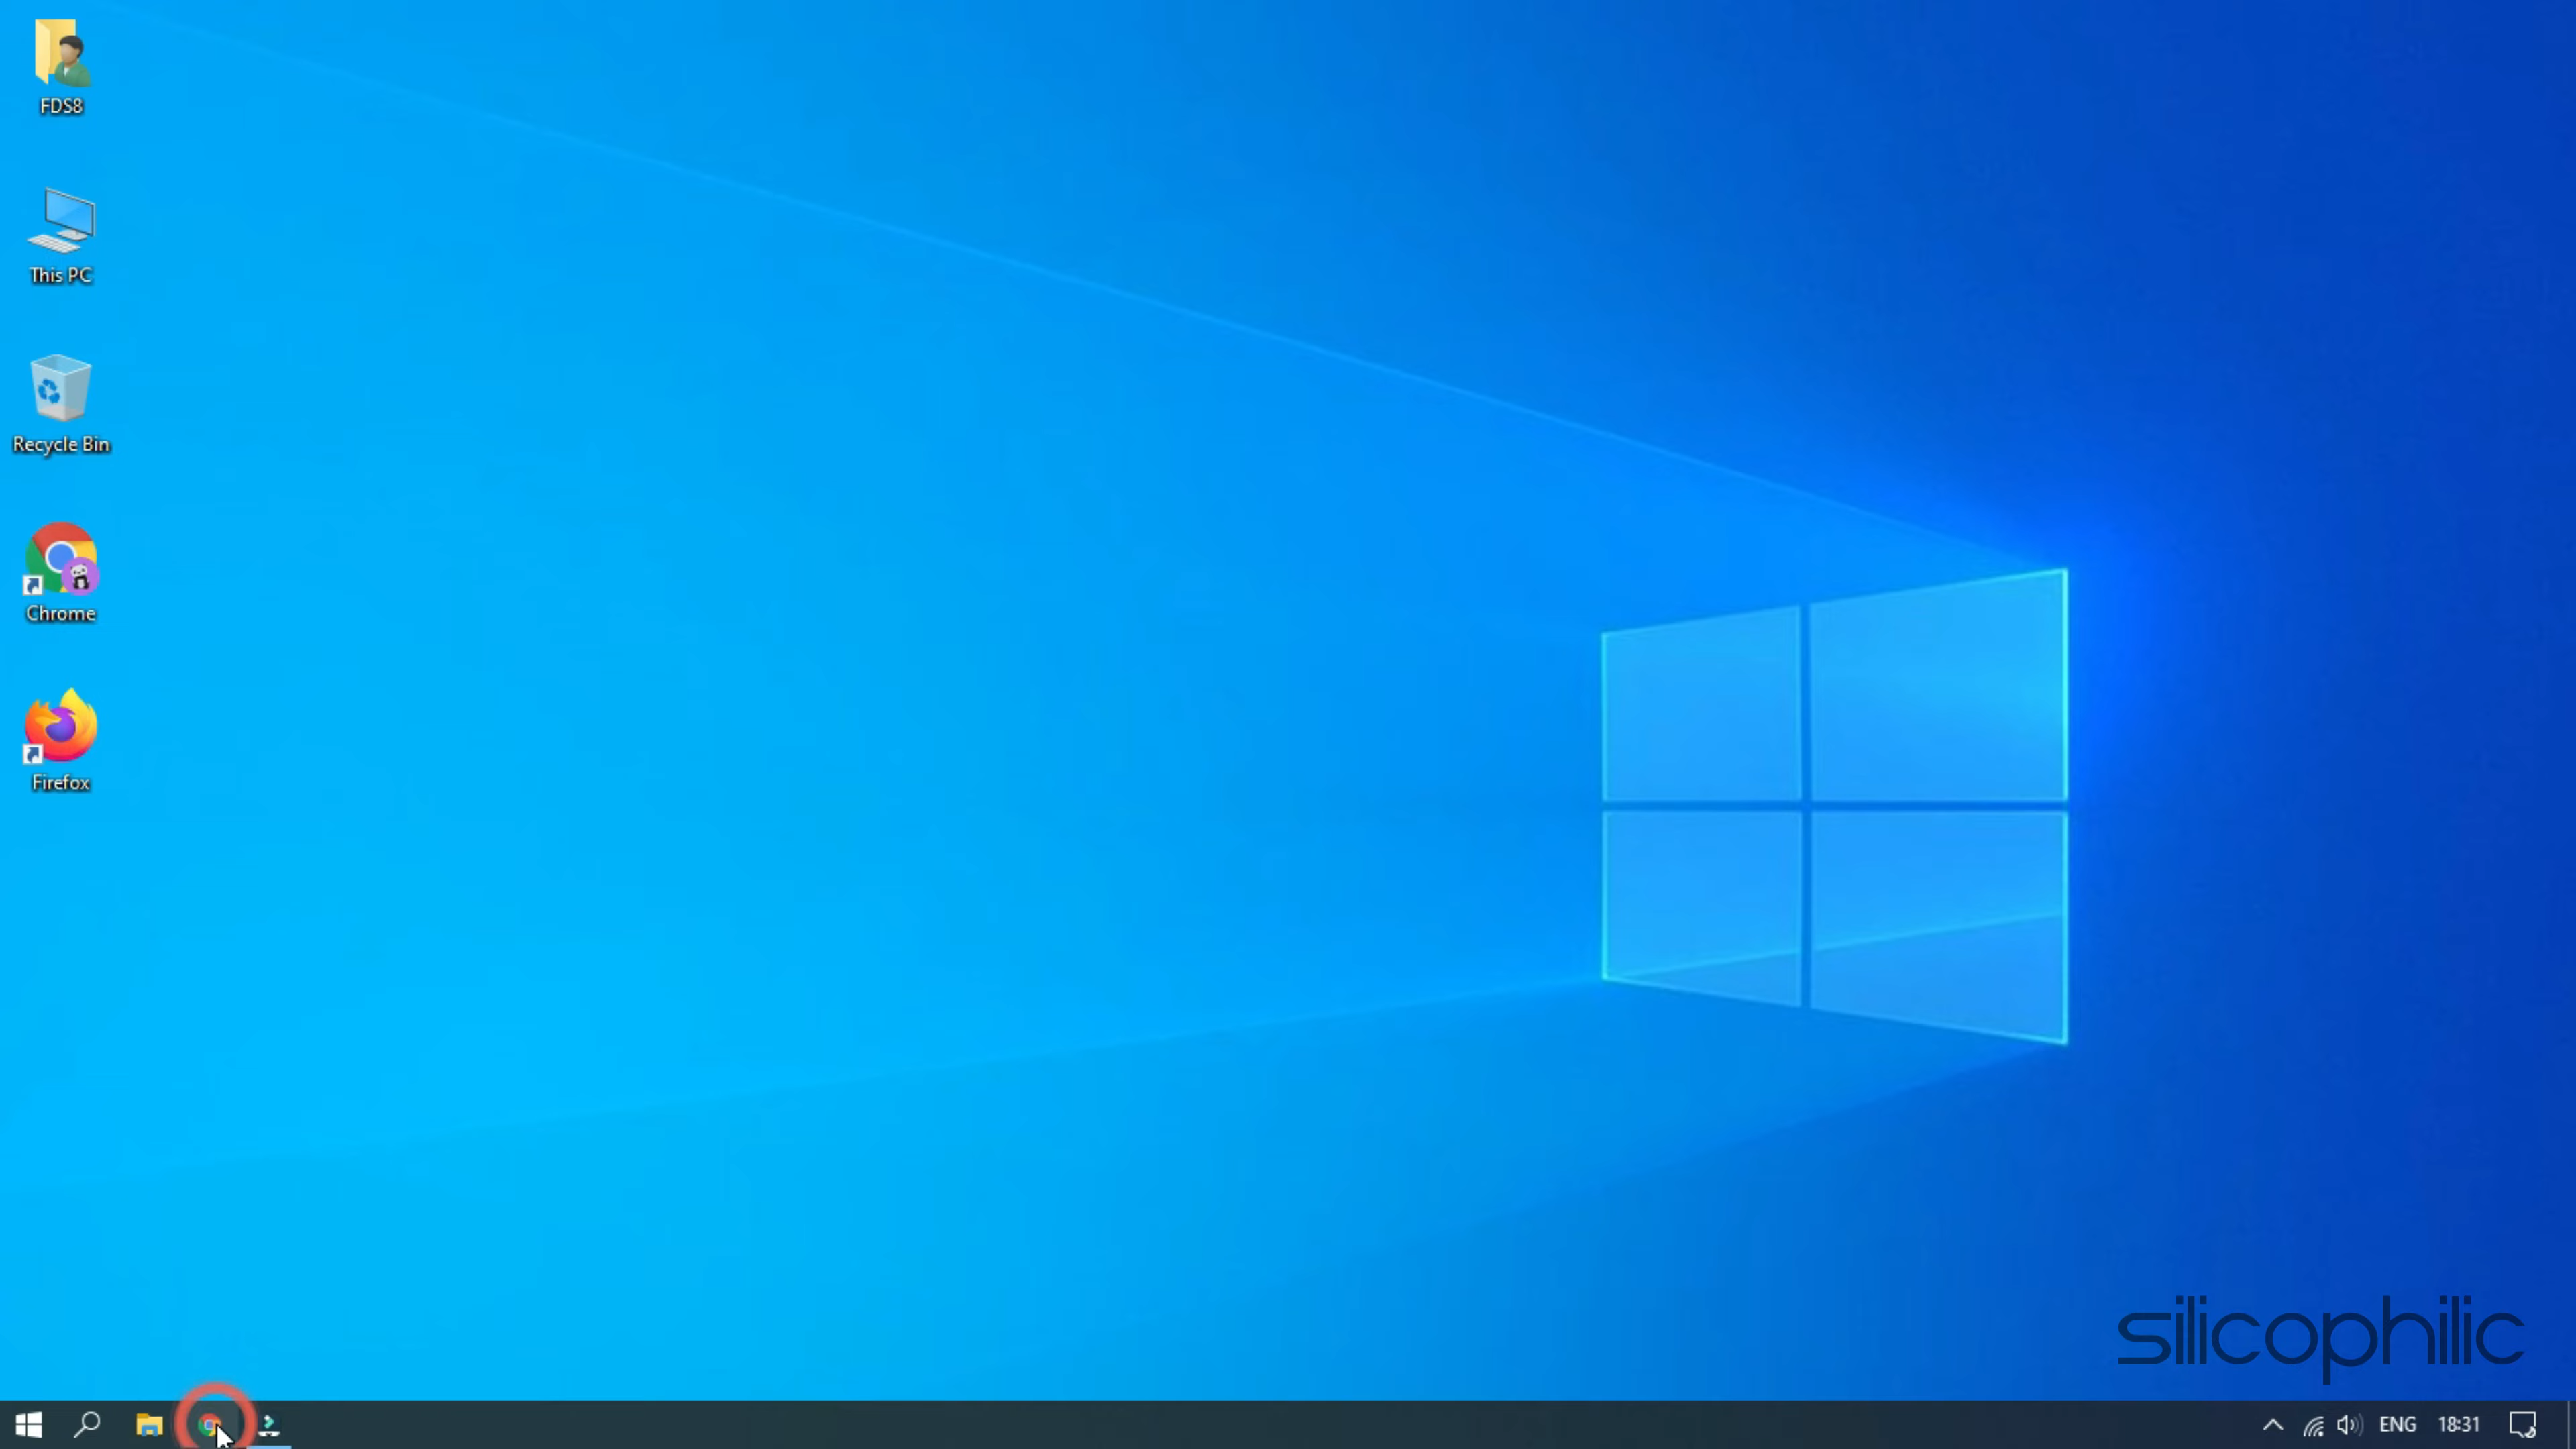 FDS8
This PC
Recycle Bin
Chrome
Firefox
silicophilic
ENG
18:31